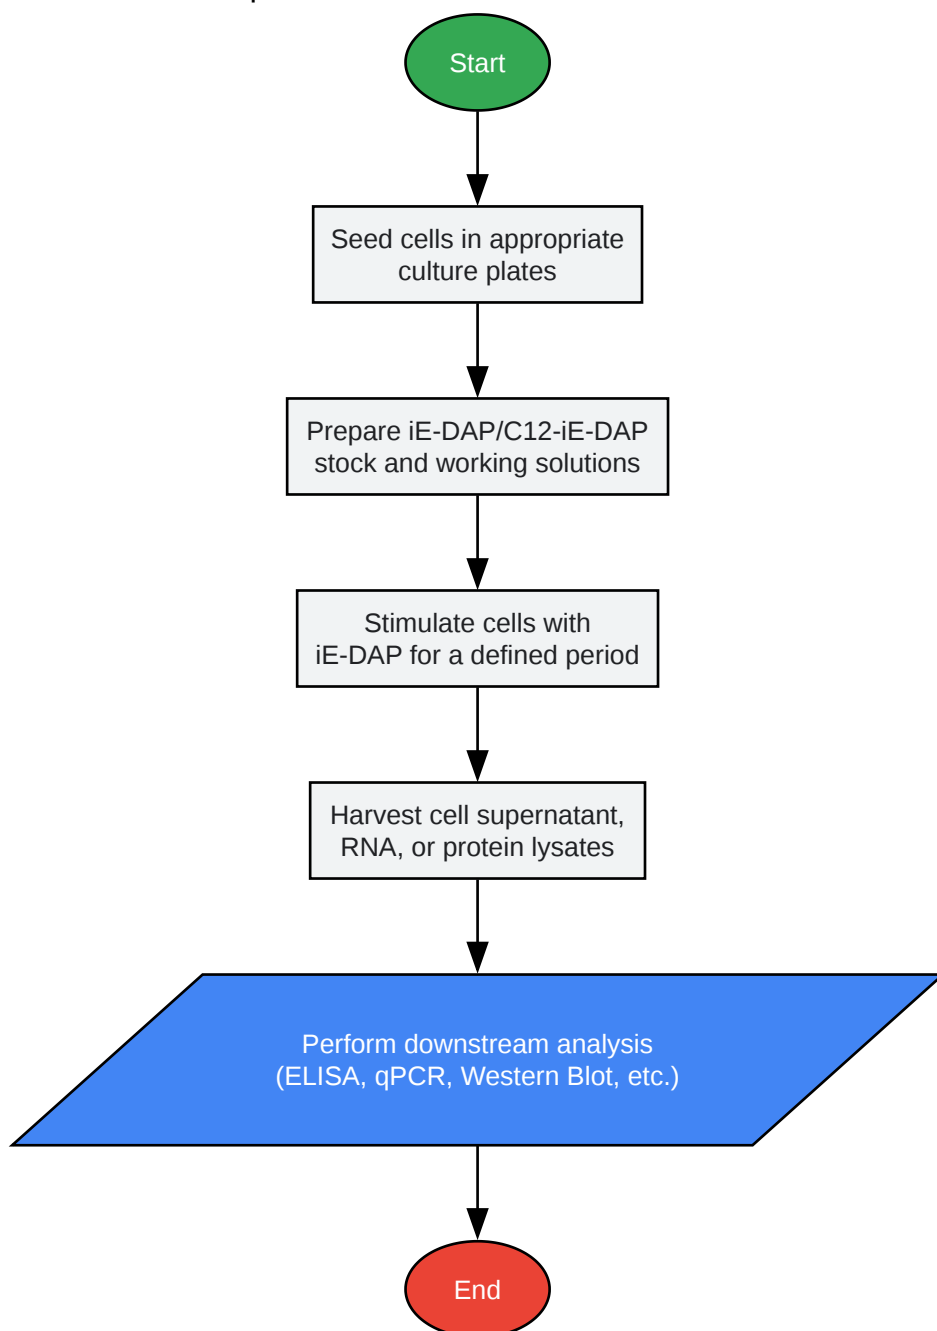 Start
Seed cells in appropriate
culture plates
Prepare iE-DAP/C12-iE-DAP
stock and working solutions
Stimulate cells with
iE-DAP for a defined period
Harvest cell supernatant,
RNA, or protein lysates
Perform downstream analysis
(ELISA, qPCR, Western Blot, etc.)
End